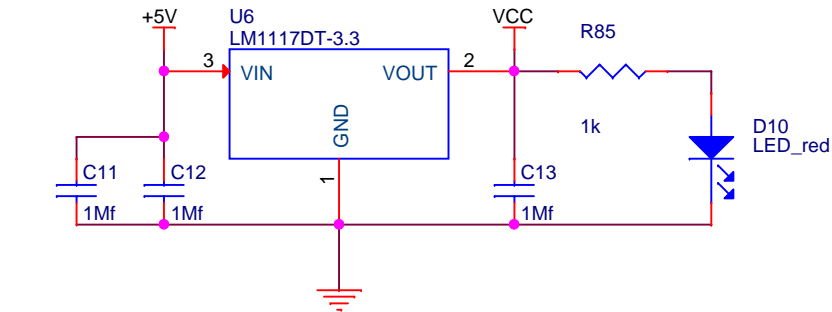 +5V
U6
LM1117DT-3.3
VCC
R85
3
VIN
VOUT
2
GND
1k
D10
LED_red
C11
C12
1
C13
1Mf
1Mf
1Mf